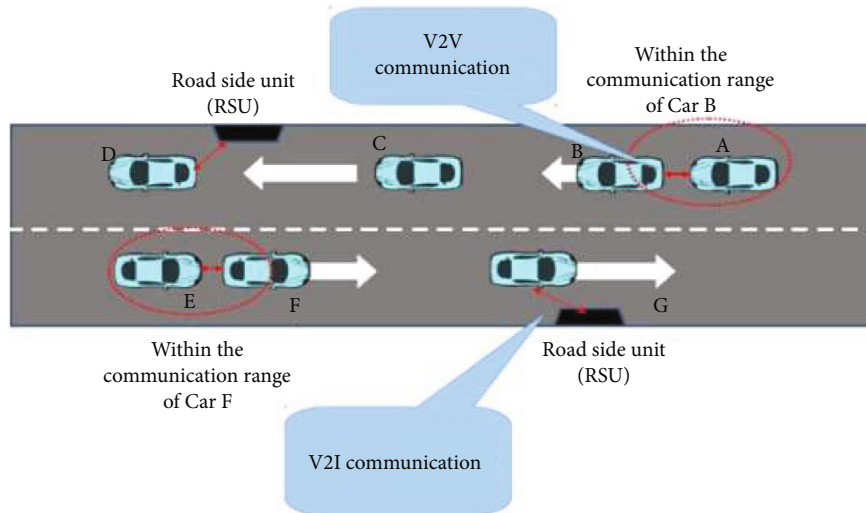 V2V
communication
Within the
communication range
of Car B
Road side unit
(RSU)
D
C
B
A
E
F
G
Within the
communication range
of Car F
Road side unit
(RSU)
V2I communication